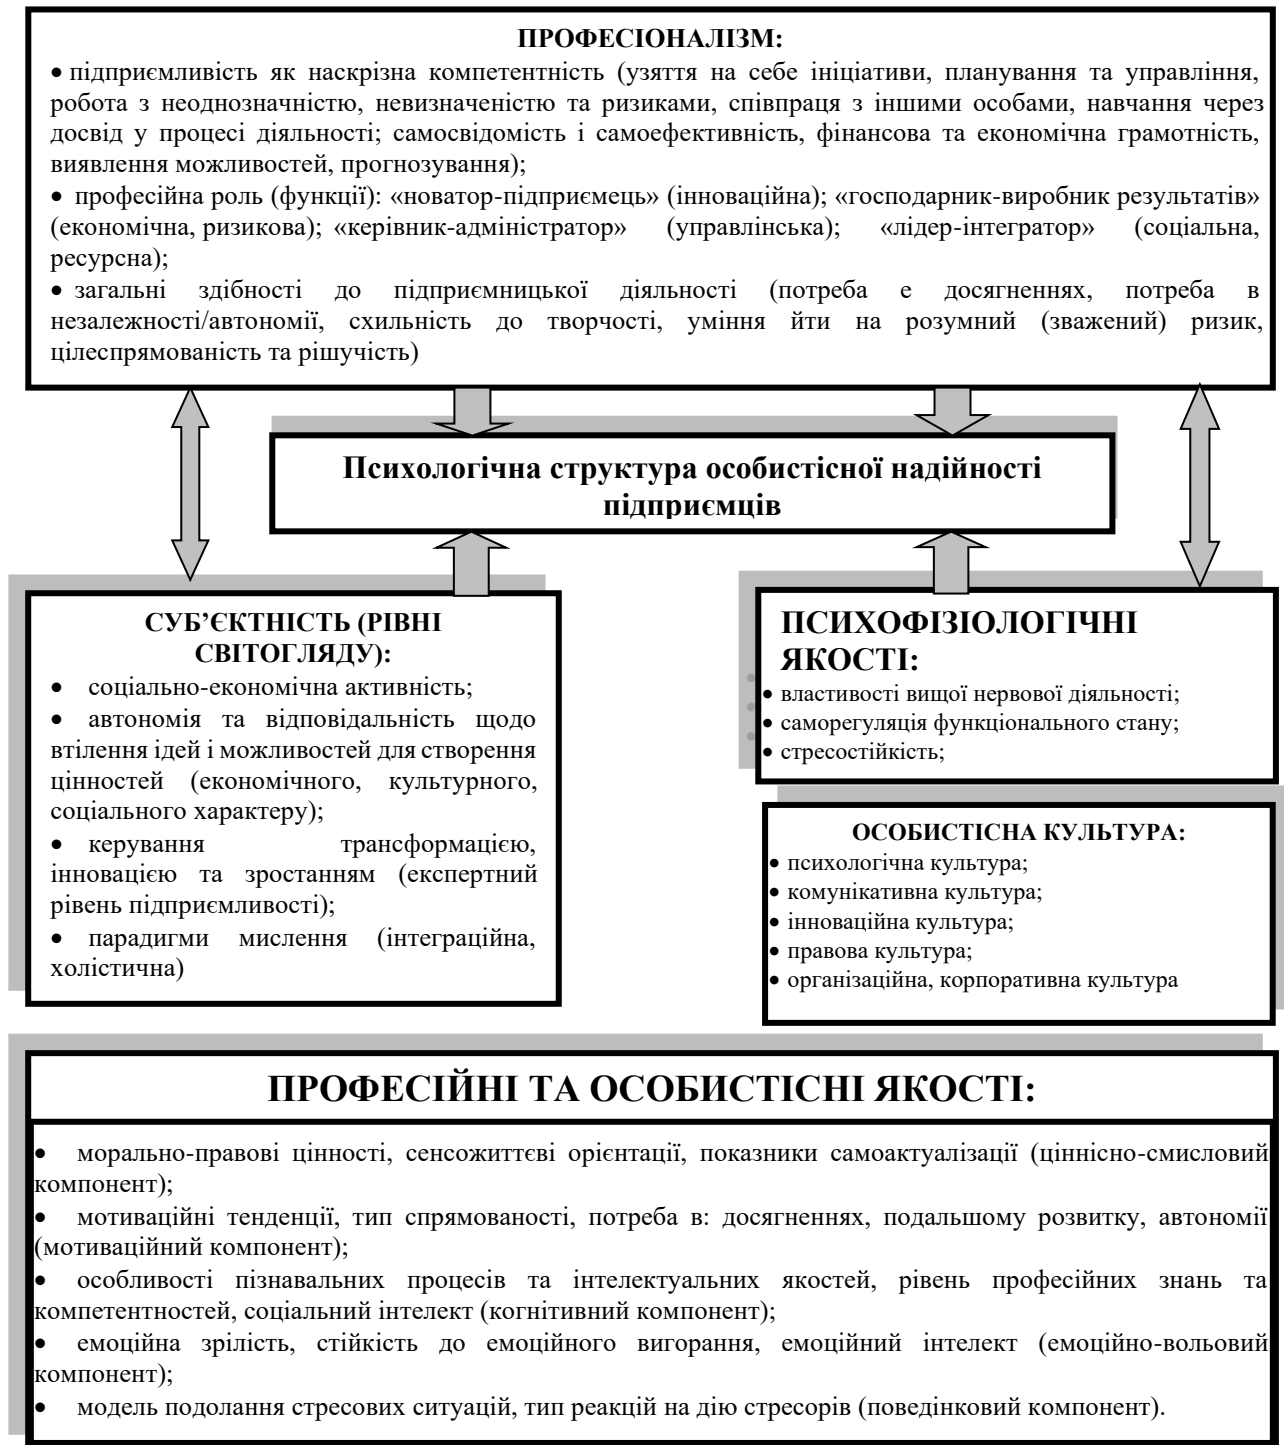 ПРОФЕСІОНАЛІЗМ:
• підприємливість як наскрізна компетентність (узяття на себе ініціативи, планування та управління,
робота з неоднозначністю, невизначеністю та ризиками, співпраця з іншими особами, навчання через
досвід у процесі діяльності; самосвідомість і самоефективність, фінансова та економічна грамотність,
виявлення можливостей, прогнозування);
• професійна роль (функції): «новатор-підприємець» (інноваційна); «господарник-виробник результатів»
(економічна, ризикова); «керівник-адміністратор» (управлінська); «лідер-інтегратор» (соціальна,
ресурсна);
• загальні здібності до підприємницької діяльності (потреба е досягненнях, потреба в
незалежності/автономії, схильність до творчості, уміння йти на розумний (зважений) ризик,
цілеспрямованість та рішучість)
Психологічна структура особистісної надійності
підприємців
СУБ’ЄКТНІСТЬ (РІВНІ
СВІТОГЛЯДУ):
• соціально-економічна активність;
• автономія та відповідальність щодо
втілення ідей і можливостей для створення
цінностей (економічного, культурного,
соціального характеру);
• керування трансформацією,
інновацією та зростанням (експертний
рівень підприємливості);
• парадигми мислення (інтеграційна,
холістична)
ПСИХОФІЗІОЛОГІЧНІ
ЯКОСТІ:
• властивості вищої нервової діяльності;
• саморегуляція функціонального стану;
• стресостійкість;
ОСОБИСТІСНА КУЛЬТУРА:
• психологічна культура;
• комунікативна культура;
• інноваційна культура;
• правова культура;
• організаційна, корпоративна культура
ПРОФЕСІЙНІ ТА ОСОБИСТІСНІ ЯКОСТІ:
• морально-правові цінності, сенсожиттєві орієнтації, показники самоактуалізації (ціннісно-смисловий
компонент);
• мотиваційні тенденції, тип спрямованості, потреба в: досягненнях, подальшому розвитку, автономії
(мотиваційний компонент);
• особливості пізнавальних процесів та інтелектуальних якостей, рівень професійних знань та
компетентностей, соціальний інтелект (когнітивний компонент);
• емоційна зрілість, стійкість до емоційного вигорання, емоційний інтелект (емоційно-вольовий
компонент);
• модель подолання стресових ситуацій, тип реакцій на дію стресорів (поведінковий компонент).